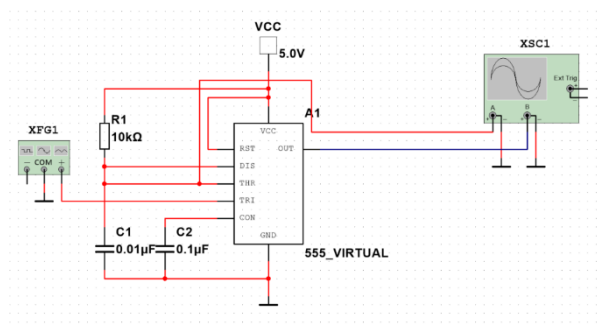 VCC
5.0V
XSC1
Ext Trig
A
B
R1
10kΩ
A1
VCC
RST
OUT
DIS
THR
TRI
CON
GND
XFG1
COM
C1
0.01µF
C2
0.1µF
555_VIRTUAL